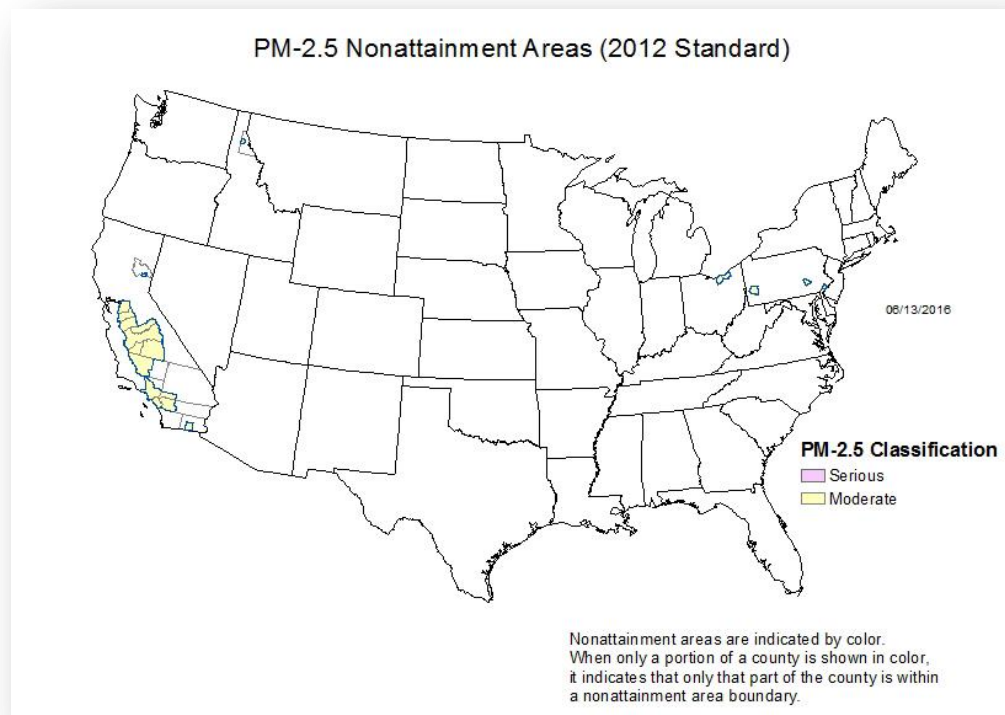 PM-2.5 Nonattainment Areas (2012 Standard)
06/13/2016
PM-2.5 Classification
Serious
Moderate
Nonattainment areas are indicated by color.
When only a portion of a county is shown in color,
it indicates that only that part of the county is within
a nonattainment area boundary.